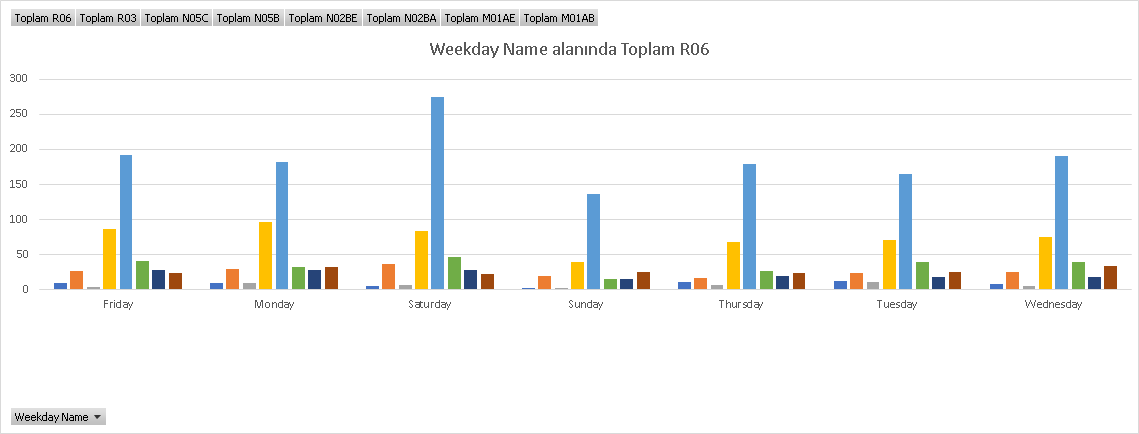 Toplam R06 Toplam R03 Toplam N05C Toplam N05B Toplam N02BE Toplam N02BA Toplam M01AE Toplam M01AB
Weekday Name alanında Toplam R06
300
250
200
150
100
50
0
Friday Monday Saturday Sunday Thursday Tuesday Wednesday
Weekday Name